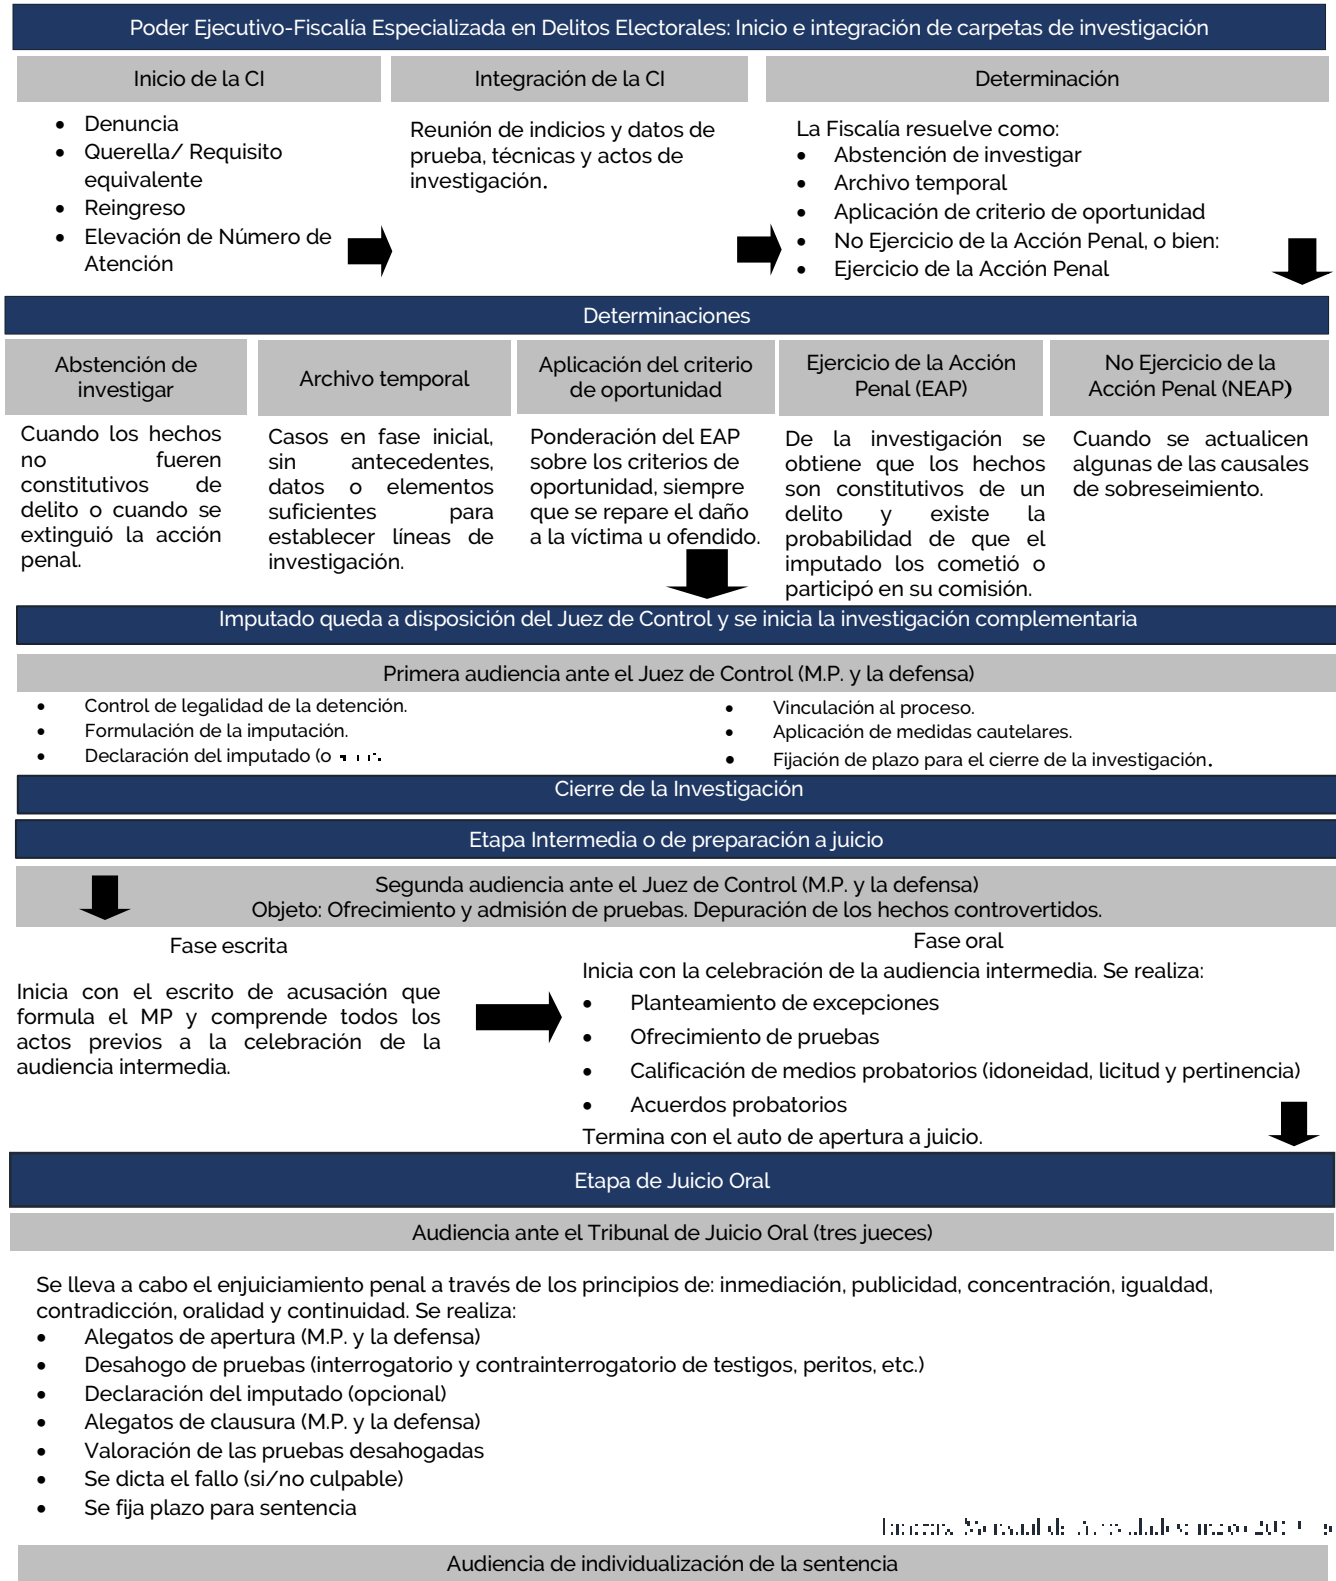 Poder Ejecutivo-Fiscalía Especializada en Delitos Electorales: Inicio e integración de carpetas de investigación
Inicio de la CI
• Denuncia
• Querella/ Requisito
equivalente
• Reingreso
• Elevación de Número de
Atención
Integración de la CI
Reunión de indicios y datos de
prueba, técnicas y actos de
investigación.
Determinación
La Fiscalía resuelve como:
• Abstención de investigar
• Archivo temporal
• Aplicación de criterio de oportunidad
• No Ejercicio de la Acción Penal, o bien:
• Ejercicio de la Acción Penal
Determinaciones
Abstención de
investigar
Cuando los hechos
no fueren
constitutivos de
delito o cuando se
extinguió la acción
penal.
Archivo temporal
Casos en fase inicial,
sin antecedentes,
datos o elementos
suficientes para
establecer líneas de
investigación.
Aplicación del criterio
de oportunidad
Ponderación del EAP
sobre los criterios de
oportunidad, siempre
que se repare el daño
a la víctima u ofendido.
Ejercicio de la Acción
Penal (EAP)
De la investigación se
obtiene que los hechos
son constitutivos de un
delito y existe la
probabilidad de que el
imputado los cometió o
participó en su comisión.
No Ejercicio de la
Acción Penal (NEAP)
Cuando se actualicen
algunas de las causales
de sobreseimiento.
Imputado queda a disposición del Juez de Control y se inicia la investigación complementaria
Primera audiencia ante el Juez de Control (M.P. y la defensa)
• Control de legalidad de la detención.
• Formulación de la imputación.
• Declaración del imputado (o
• Vinculación al proceso.
• Aplicación de medidas cautelares.
• Fijación de plazo para el cierre de la investigación.
Cierre de la Investigación
Etapa Intermedia o de preparación a juicio
Segunda audiencia ante el Juez de Control (M.P. y la defensa)
Objeto: Ofrecimiento y admisión de pruebas. Depuración de los hechos controvertidos.
Fase escrita
Inicia con el escrito de acusación que
formula el MP y comprende todos los
actos previos a la celebración de la
audiencia intermedia.
Fase oral
Inicia con la celebración de la audiencia intermedia. Se realiza:
• Planteamiento de excepciones
• Ofrecimiento de pruebas
• Calificación de medios probatorios (idoneidad, licitud y pertinencia)
• Acuerdos probatorios
Termina con el auto de apertura a juicio.
Etapa de Juicio Oral
Audiencia ante el Tribunal de Juicio Oral (tres jueces)
Se lleva a cabo el enjuiciamiento penal a través de los principios de: inmediación, publicidad, concentración, igualdad,
contradicción, oralidad y continuidad. Se realiza:
• Alegatos de apertura (M.P. y la defensa)
• Desahogo de pruebas (interrogatorio y contrainterrogatorio de testigos, peritos, etc.)
• Declaración del imputado (opcional)
• Alegatos de clausura (M.P. y la defensa)
• Valoración de las pruebas desahogadas
• Se dicta el fallo (si/no culpable)
• Se fija plazo para sentencia
Audiencia de individualización de la sentencia